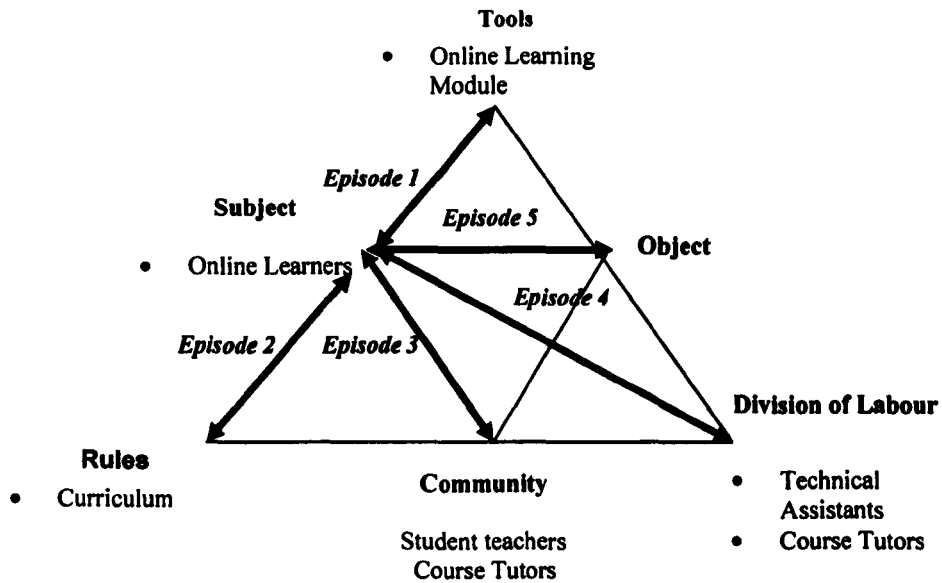 Tools
• Online Learning
Module
Episode 1
Subject
Episode 5
Object
• Online Learners
Episode 4
Episode 2
Episode 3
Division of Labour
Rules
• Curriculum
Community
• Technical
Assistants
• Course Tutors
Student teachers
Course Tutors